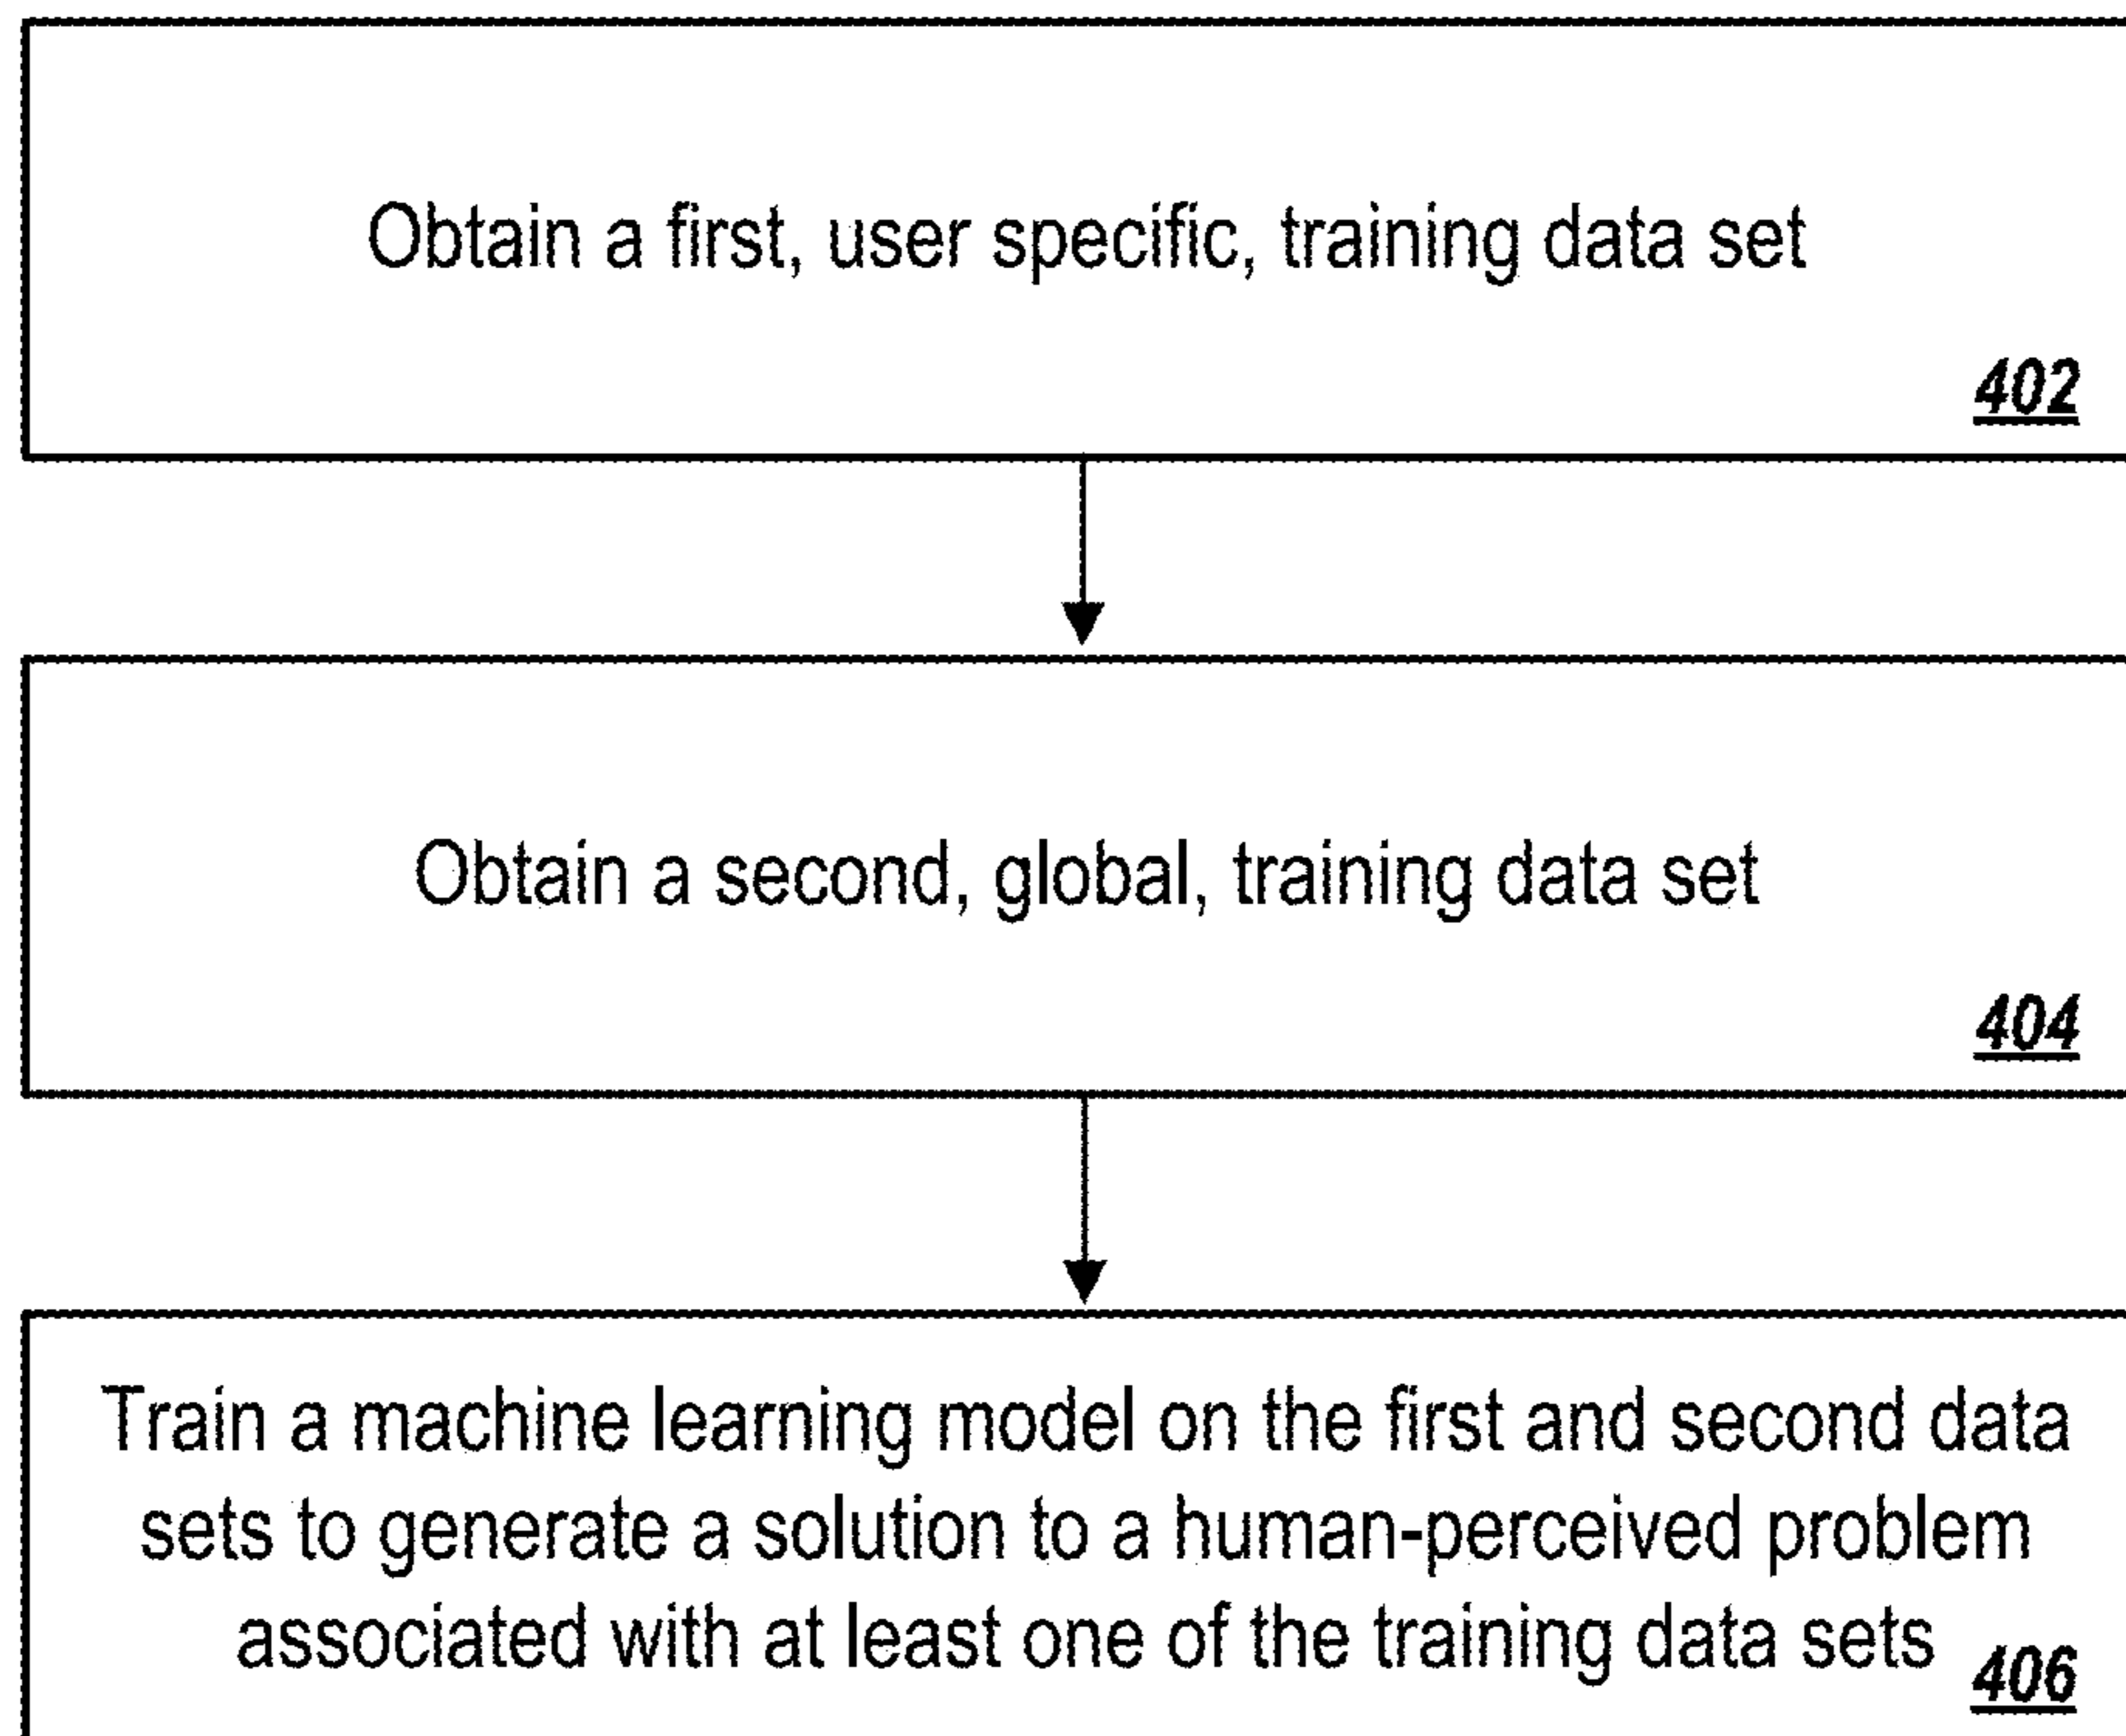 Obtain a first, user specific, training data set
402
Obtain a second, global, training data set
404
Train a machine learning model on the first and second data
sets to generate a solution to a human-perceived problem
associated with at least one of the training data sets
406